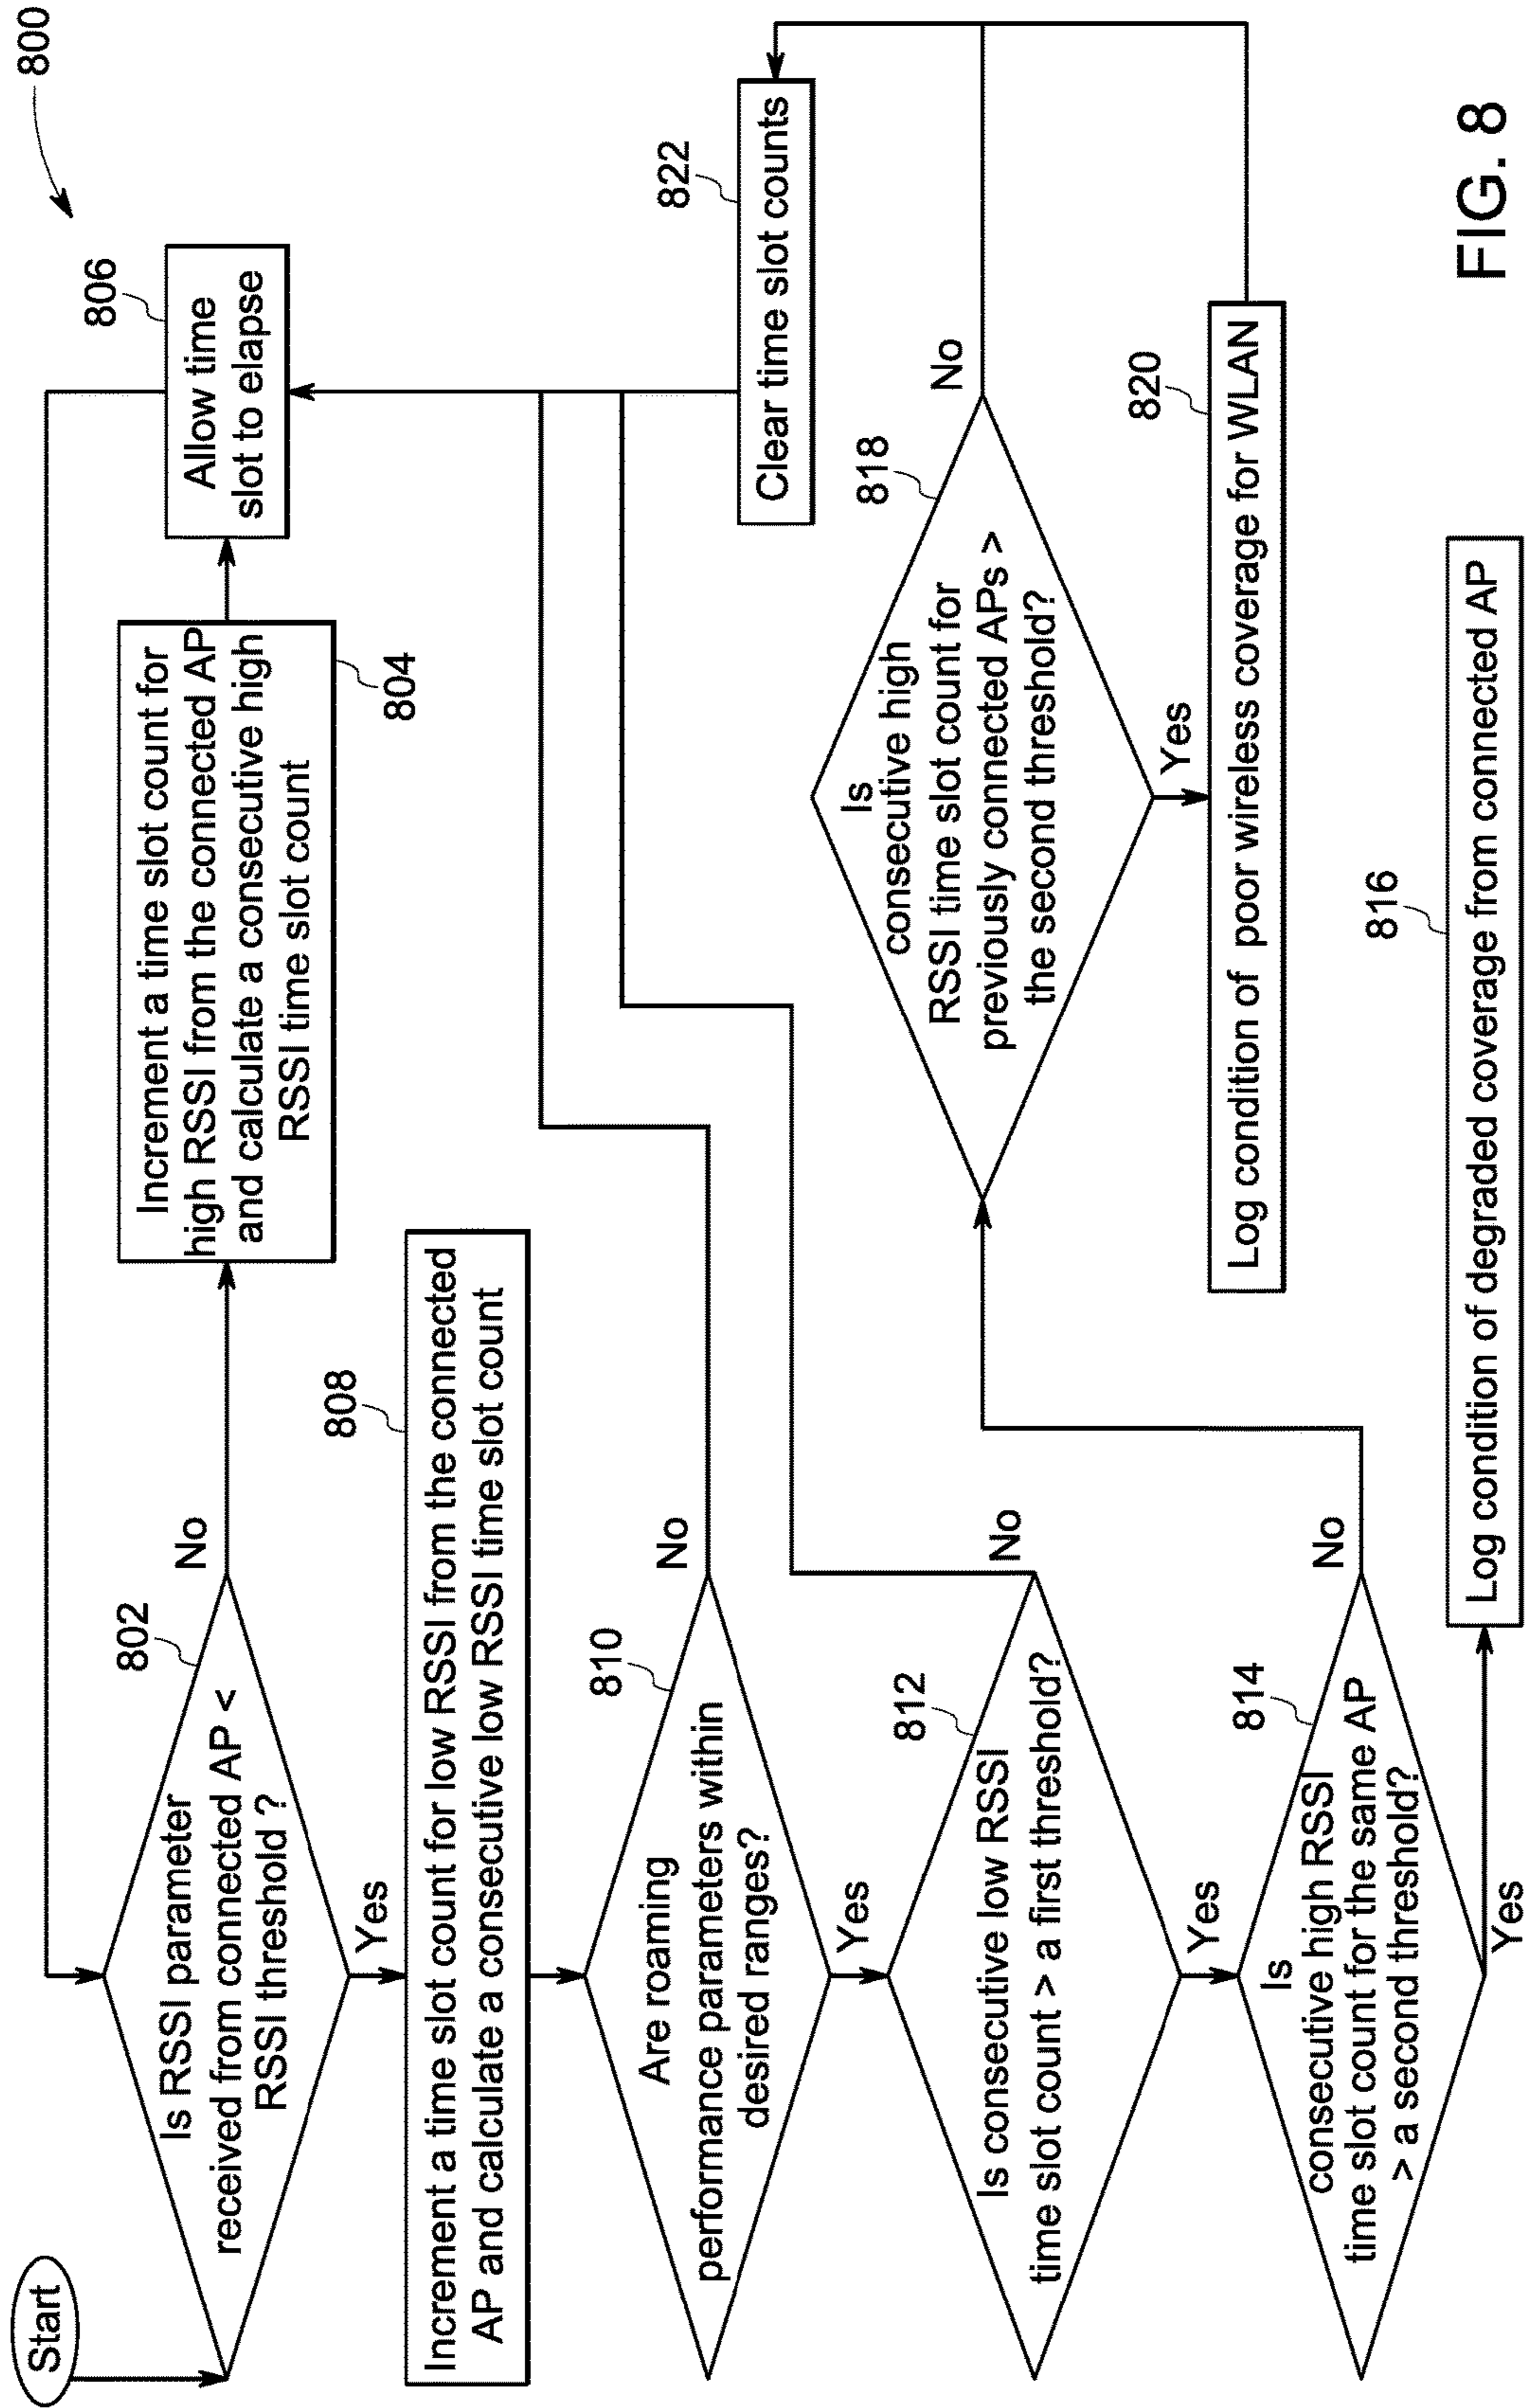 800
Start
802
Is RSSI parameter
received from connected AP <
RSSI threshold ?
No
Yes
804
Increment a time slot count for
high RSSI from the connected AP
and calculate a consecutive high
RSSI time slot count
806
Allow time
slot to elapse
808
Increment a time slot count for low RSSI from the connected
AP and calculate a consecutive low RSSI time slot count
810
Are roaming
performance parameters within
desired ranges?
No
Yes
812
Is consecutive low RSSI
time slot count > a first threshold?
No
Yes
814
Is
consecutive high RSSI
time slot count for the same AP
> a second threshold?
No
Yes
816
Log condition of degraded coverage from connected AP
818
Is
consecutive high
RSSI time slot count for
previously connected APs >
the second threshold?
No
Yes
820
Log condition of poor wireless coverage for WLAN
822
Clear time slot counts
FIG. 8